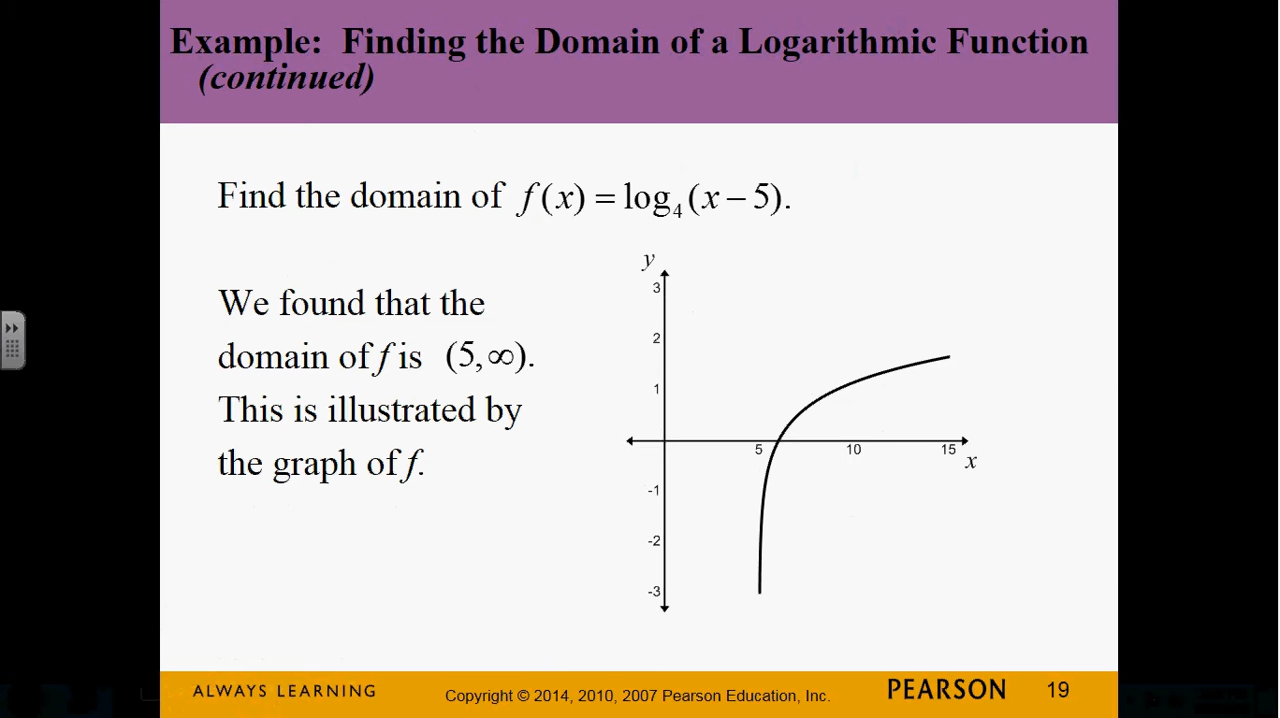 Example: Finding the Domain of a Logarithmic Function
(continued)
Find the domain of f(x) = log₄(x − 5).
We found that the
domain of f is (5, ∞).
This is illustrated by
the graph of f.
y
3
2
1
5 10 15
x
-1
-2
-3
ALWAYS LEARNING
Copyright © 2014, 2010, 2007 Pearson Education, Inc.
PEARSON
19